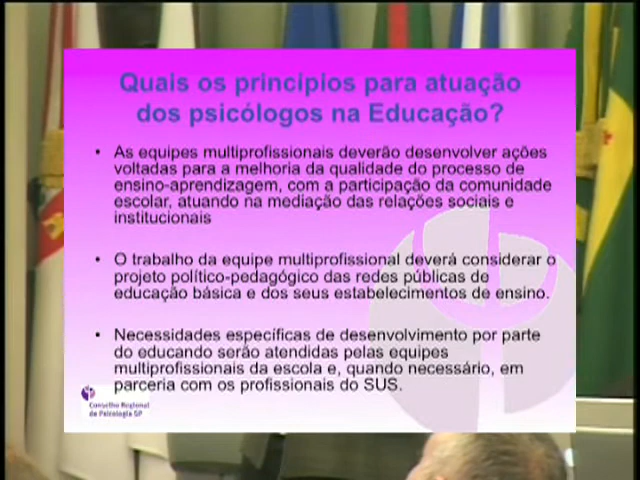 Quais os princípios para atuação
dos psicólogos na Educação?
• As equipes multiprofissionais deverão desenvolver ações
voltadas para a melhoria da qualidade do processo de
ensino-aprendizagem, com a participação da comunidade
escolar, atuando na mediação das relações sociais e
institucionais
• O trabalho da equipe multiprofissional deverá considerar o
projeto político-pedagógico das redes públicas de
educação básica e dos seus estabelecimentos de ensino.
• Necessidades específicas de desenvolvimento por parte
do educando serão atendidas pelas equipes
multiprofissionais da escola e, quando necessário, em
parceria com os profissionais do SUS.
Conselho Regional
de Psicologia SP